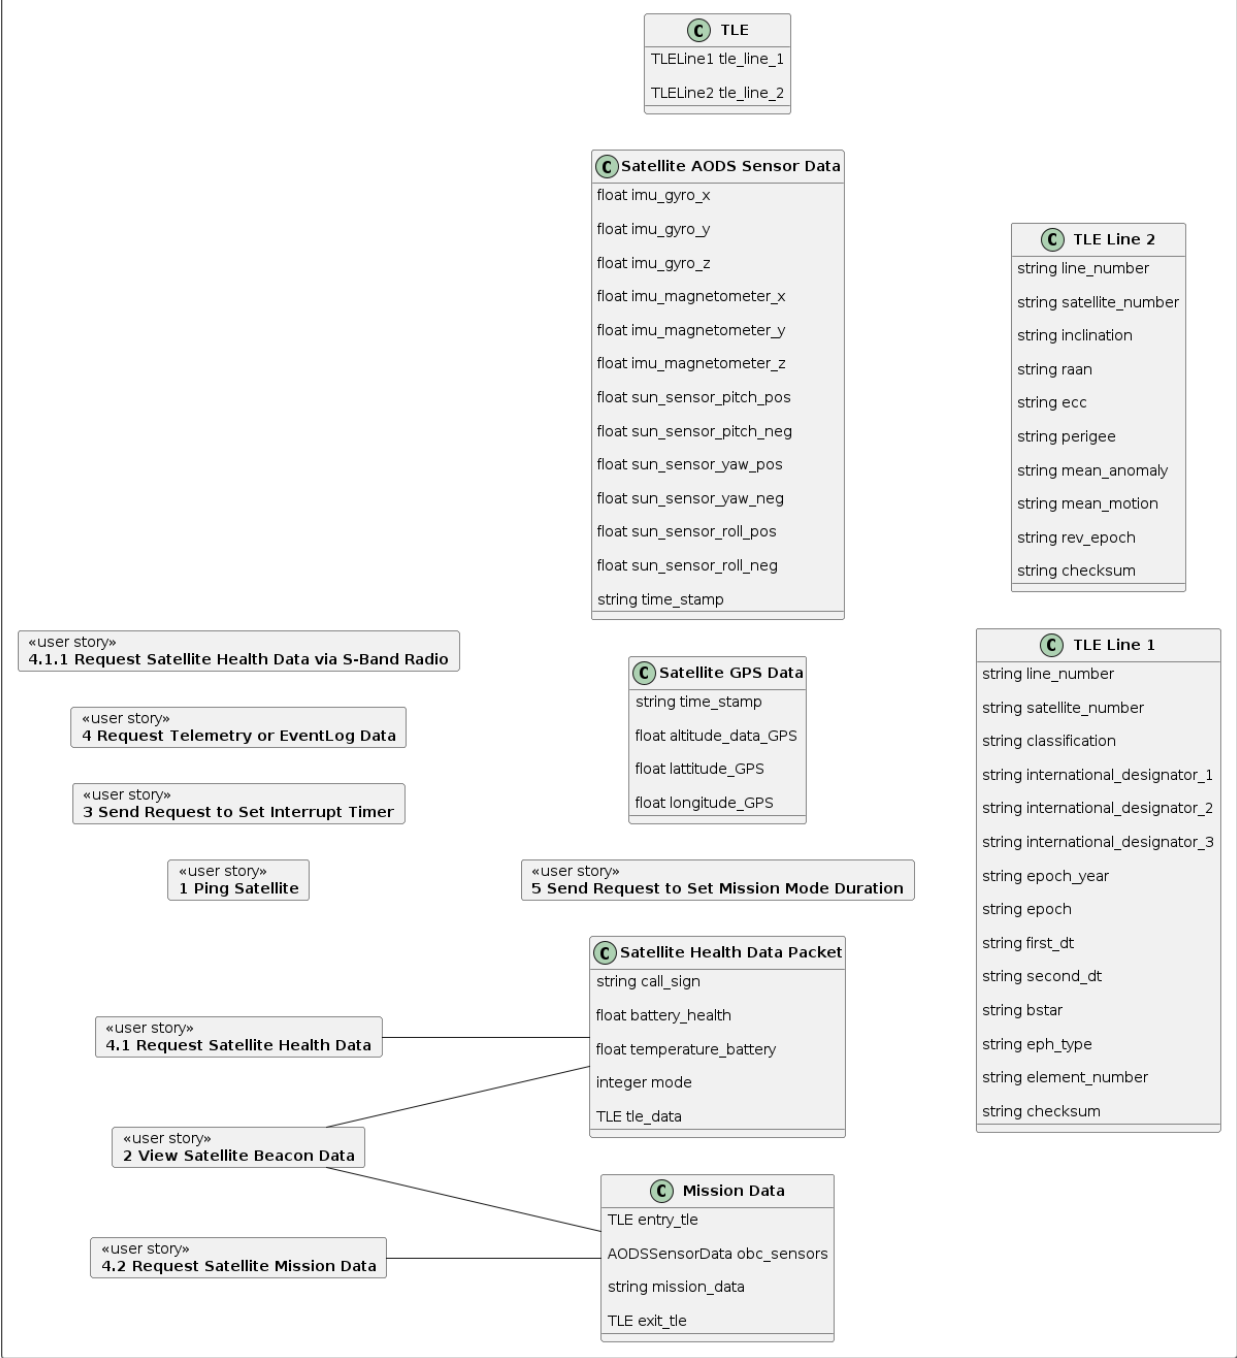 C TLE
TLELine1 tle_line_1
TLELine2 tle_line_2
C Satellite AODS Sensor Data
float imu_gyro_x
float imu_gyro_y
float imu_gyro_z
float imu_magnetometer_x
float imu_magnetometer_y
float imu_magnetometer_z
float sun_sensor_pitch_pos
float sun_sensor_pitch_neg
float sun_sensor_yaw_pos
float sun_sensor_yaw_neg
float sun_sensor_roll_pos
float sun_sensor_roll_neg
string time_stamp
C TLE Line 2
string line_number
string satellite_number
string inclination
string raan
string ecc
string perigee
string mean_anomaly
string mean_motion
string rev_epoch
string checksum
«user story»
4.1.1 Request Satellite Health Data via S-Band Radio
«user story»
4 Request Telemetry or EventLog Data
«user story»
3 Send Request to Set Interrupt Timer
«user story»
1 Ping Satellite
C Satellite GPS Data
string time_stamp
float altitude_data_GPS
float lattitude_GPS
float longitude_GPS
«user story»
5 Send Request to Set Mission Mode Duration
C TLE Line 1
string line_number
string satellite_number
string classification
string international_designator_1
string international_designator_2
string international_designator_3
string epoch_year
string epoch
string first_dt
string second_dt
string bstar
string eph_type
string element_number
string checksum
C Satellite Health Data Packet
string call_sign
float battery_health
float temperature_battery
integer mode
TLE tle_data
«user story»
4.1 Request Satellite Health Data
«user story»
2 View Satellite Beacon Data
«user story»
4.2 Request Satellite Mission Data
C Mission Data
TLE entry_tle
AODSSensorData obc_sensors
string mission_data
TLE exit_tle